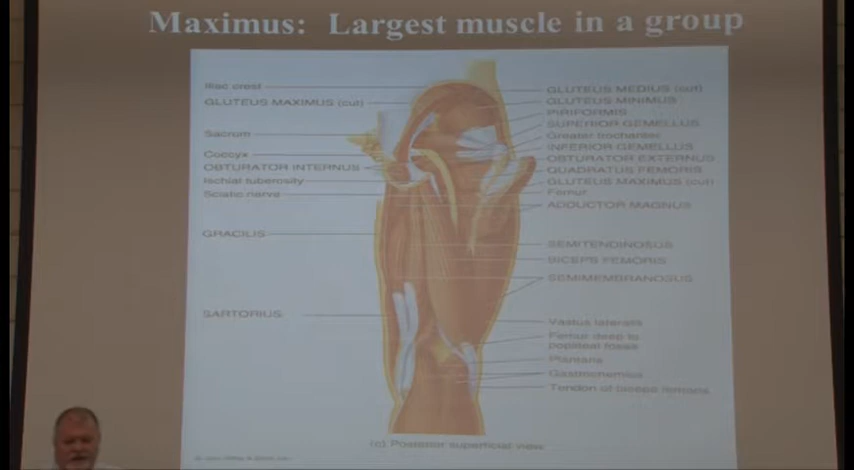 Maximus: Largest muscle in a group
Iliac crest
GLUTEUS MAXIMUS (cut)
Sacrum
Coccyx
OBTURATOR INTERNUS
Ischial tuberosity
Sciatic nerve
GRACILIS
SARTORIUS
GLUTEUS MEDIUS (cut)
GLUTEUS MINIMUS
PIRIFORMIS
SUPERIOR GEMELLUS
Greater trochanter
INFERIOR GEMELLUS
OBTURATOR EXTERNUS
QUADRATUS FEMORIS
GLUTEUS MAXIMUS (cut)
Femur
ADDUCTOR MAGNUS
SEMITENDINOSUS
BICEPS FEMORIS
SEMIMEMBRANOSUS
Vastus lateralis
Femur deep to
popliteal fossa
Plantaris
Gastrocnemius
Tendon of biceps femoris
(c) Posterior superficial view